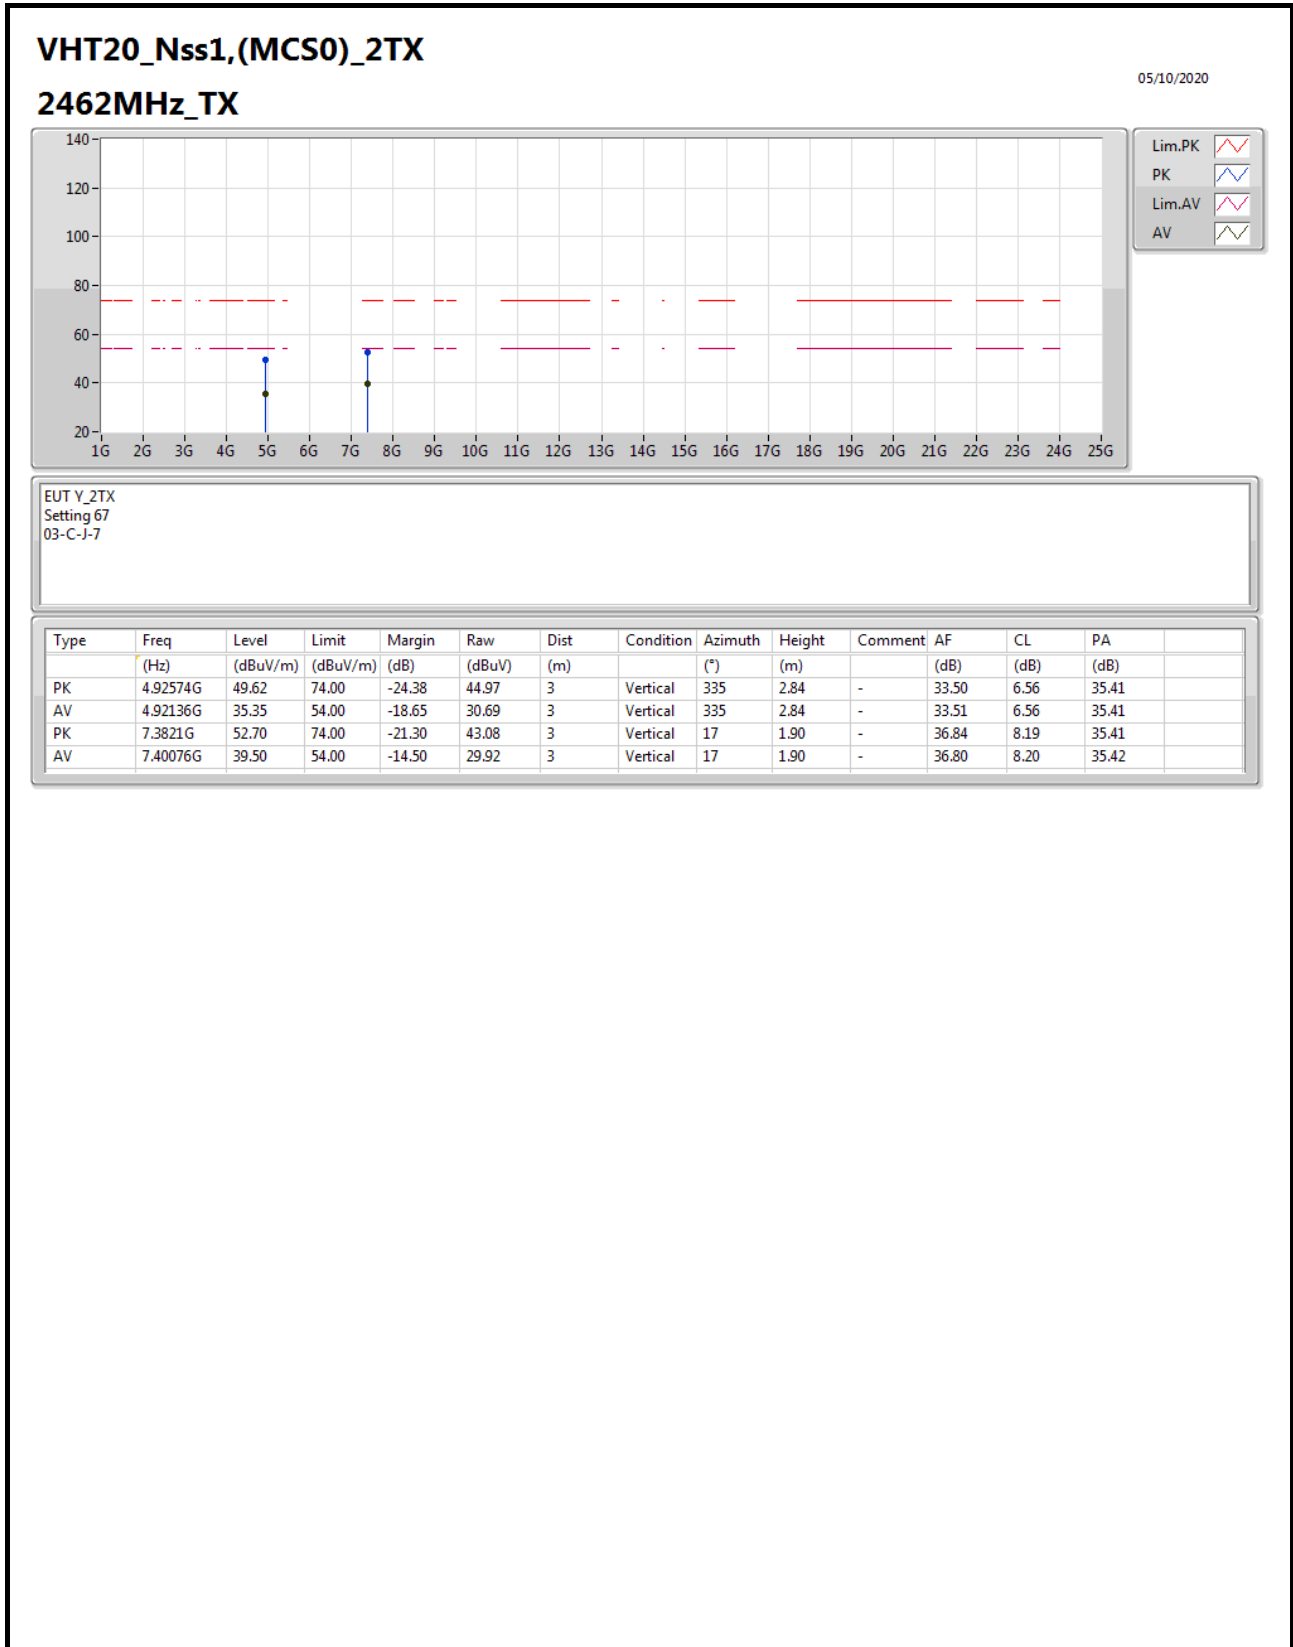 VHT20_Nss1,(MCS0)_2TX
05/10/2020
2462MHz_TX
140
120
100
80
60
40
20
1G 2G 3G 4G 5G 6G 7G 8G 9G 10G 11G 12G 13G 14G 15G 16G 17G 18G 19G 20G 21G 22G 23G 24G 25G
Lim.PK
PK
Lim.AV
AV
EUT Y_2TX
Setting 67
03-C-J-7
Type Freq Level Limit Margin Raw Dist Condition Azimuth Height Comment AF CL PA
(Hz) (dBuV/m) (dBuV/m) (dB) (dBuV) (m) (°) (m) (dB) (dB) (dB)
PK 4.92574G 49.62 74.00 -24.38 44.97 3 Vertical 335 2.84 - 33.50 6.56 35.41
AV 4.92136G 35.35 54.00 -18.65 30.69 3 Vertical 335 2.84 - 33.51 6.56 35.41
PK 7.3821G 52.70 74.00 -21.30 43.08 3 Vertical 17 1.90 - 36.84 8.19 35.41
AV 7.40076G 39.50 54.00 -14.50 29.92 3 Vertical 17 1.90 - 36.80 8.20 35.42